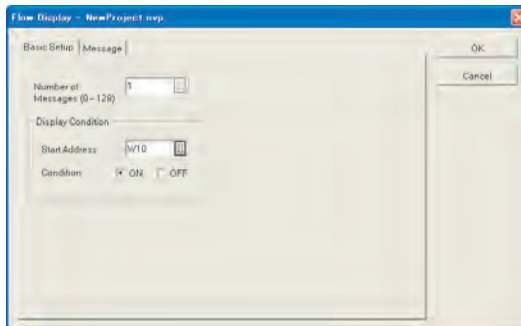 Flow Display - NewProject.nvp
Basic Setup Message
OK
Cancel
Number of
Messages (0-128)
1
Display Condition
Start Address
W10
Condition
ON
OFF